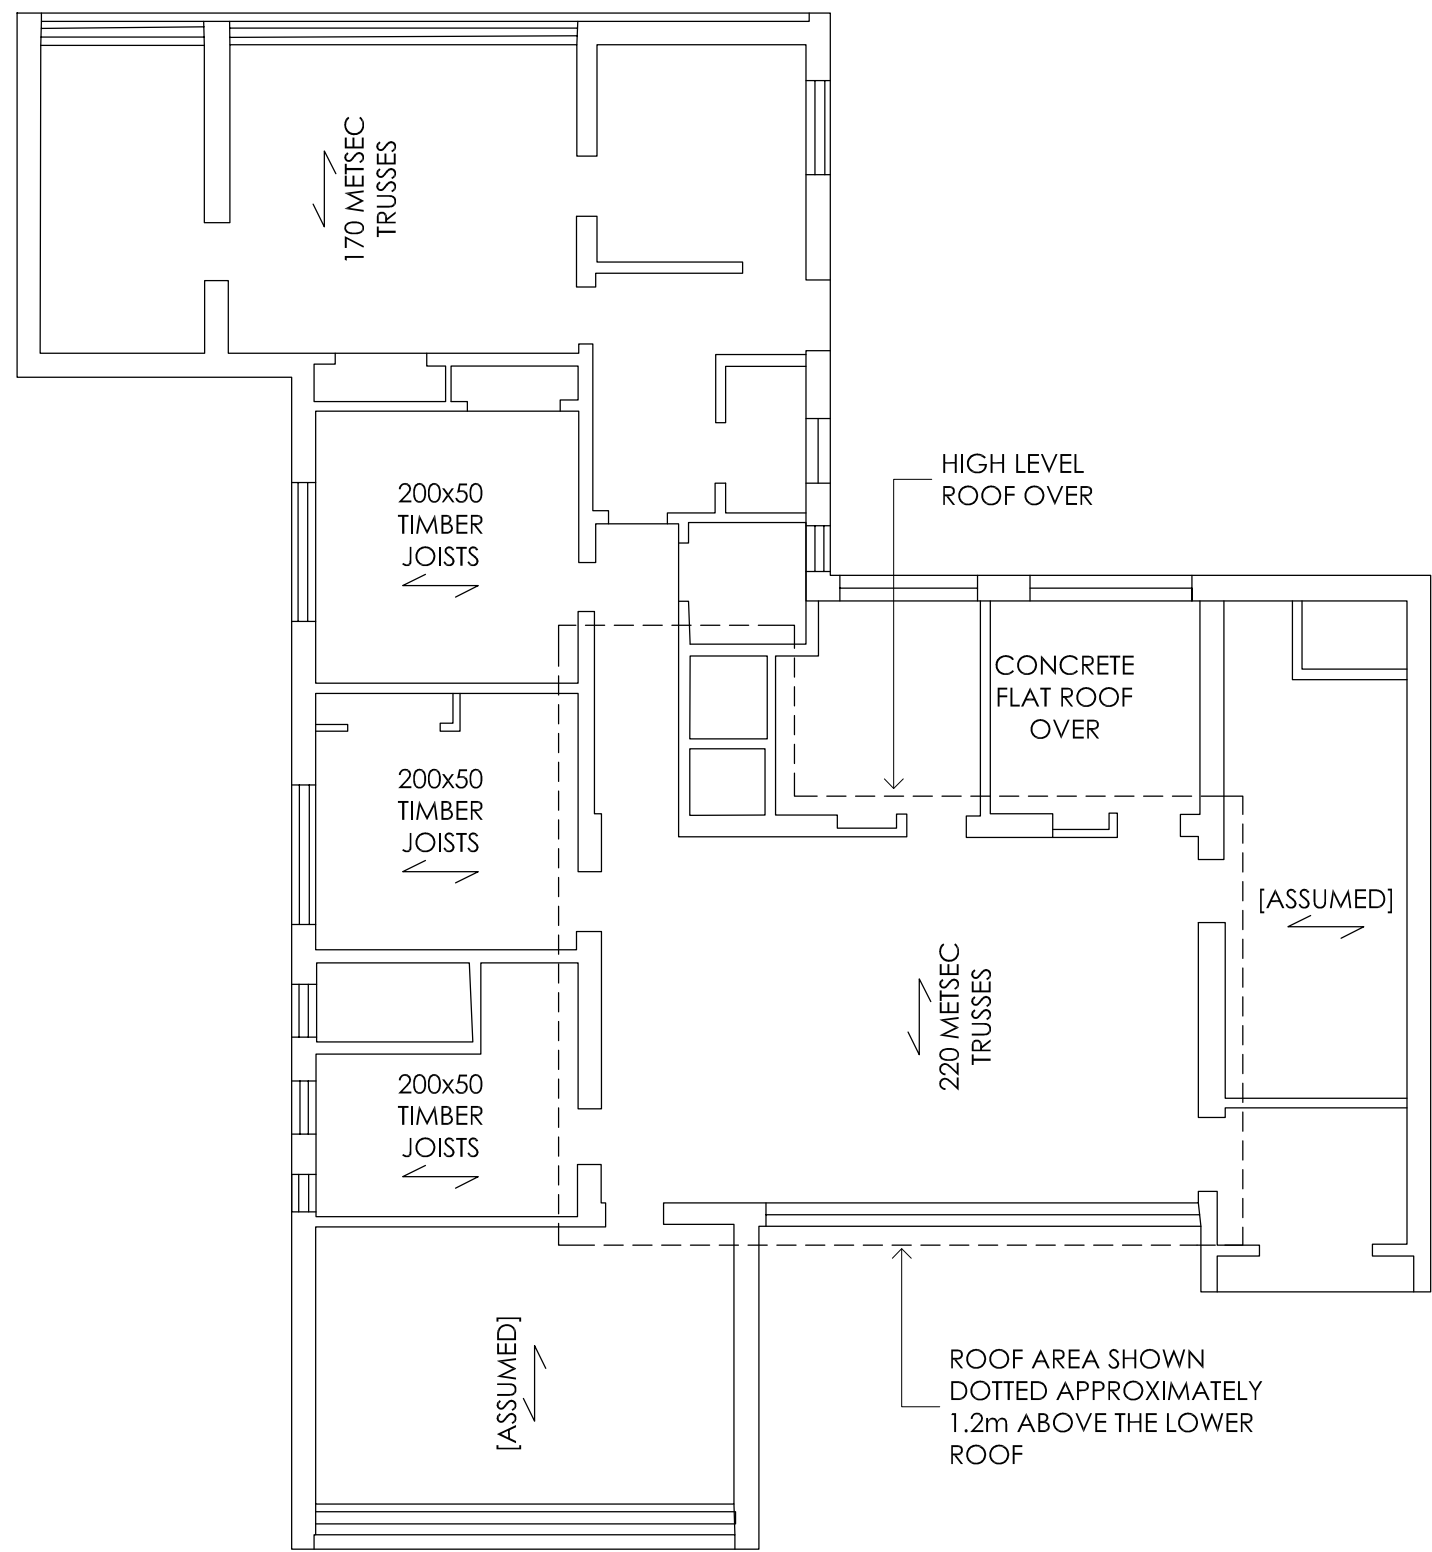 170 METSEC
TRUSSES
200x50
TIMBER
JOISTS
HIGH LEVEL
ROOF OVER
CONCRETE
FLAT ROOF
OVER
200x50
TIMBER
JOISTS
[ASSUMED]
220 METSEC
TRUSSES
200x50
TIMBER
JOISTS
[ASSUMED]
ROOF AREA SHOWN
DOTTED APPROXIMATELY
1.2m ABOVE THE LOWER
ROOF